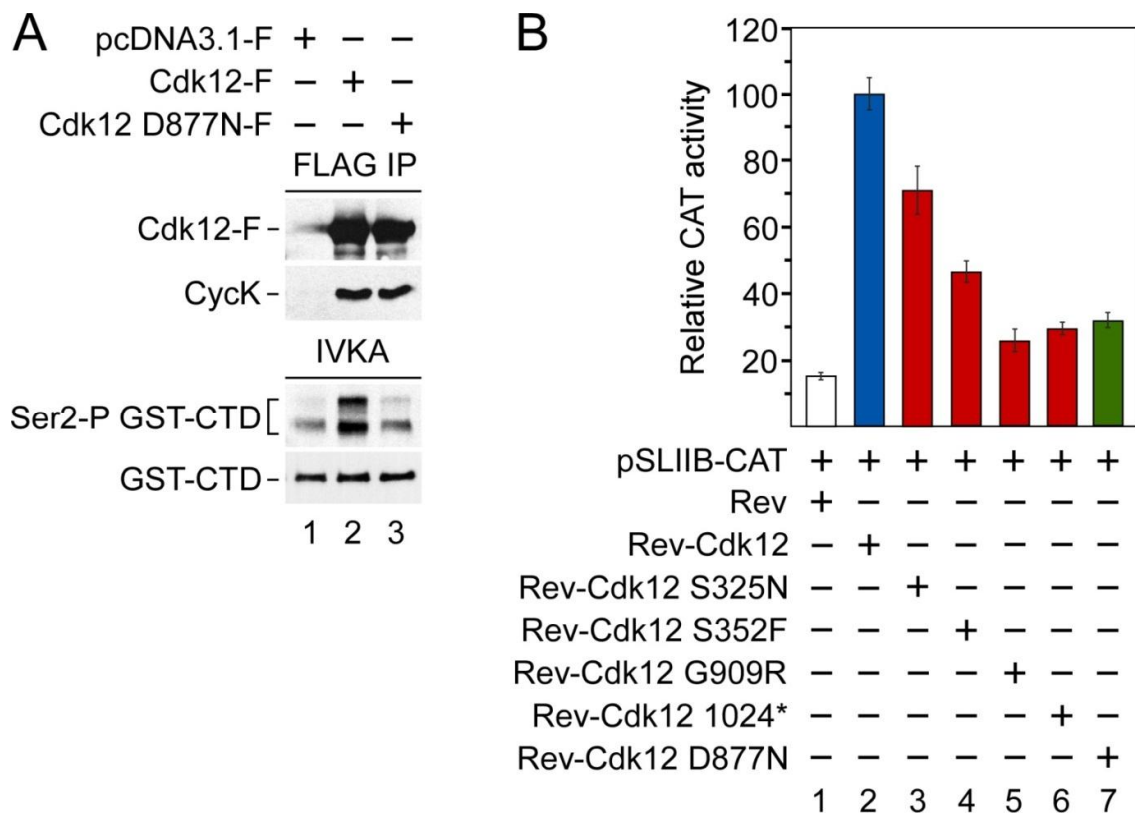 A
pcDNA3.1-F + − −
Cdk12-F − + −
Cdk12 D877N-F − − +
FLAG IP
Cdk12-F
CycK
IVKA
Ser2-P GST-CTD
GST-CTD
1 2 3
B
Relative CAT activity
120
100
80
60
40
20
pSLIIB-CAT + + + + + + +
Rev + − − − − − −
Rev-Cdk12 − + − − − − −
Rev-Cdk12 S325N − − + − − − −
Rev-Cdk12 S352F − − − + − − −
Rev-Cdk12 G909R − − − − + − −
Rev-Cdk12 1024* − − − − − + −
Rev-Cdk12 D877N − − − − − − +
1 2 3 4 5 6 7